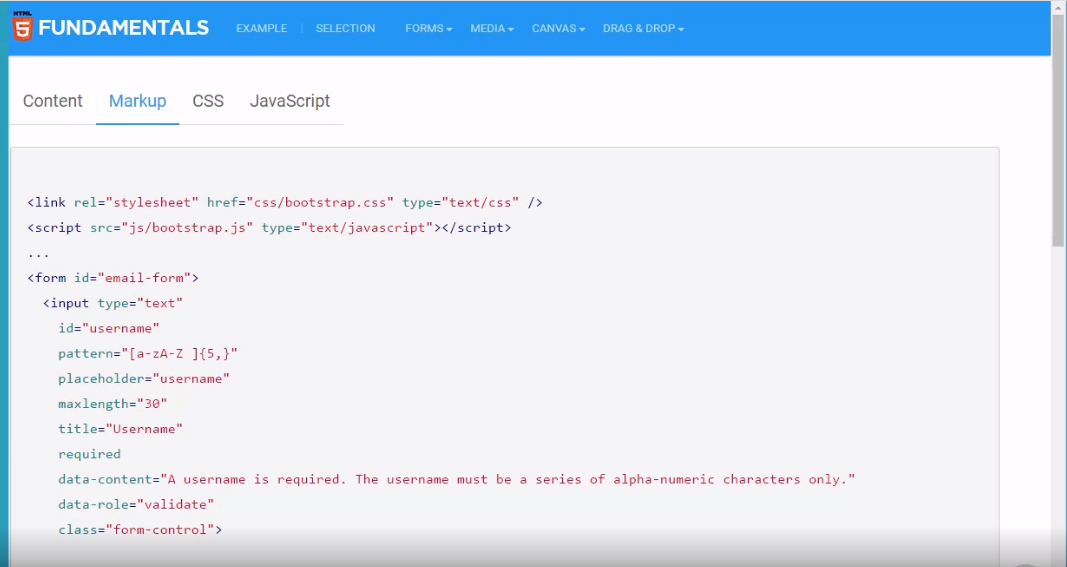 HTML
5 FUNDAMENTALS EXAMPLE | SELECTION FORMS MEDIA CANVAS DRAG & DROP
Content Markup CSS JavaScript
<link rel="stylesheet" href="css/bootstrap.css" type="text/css" />
<script src="js/bootstrap.js" type="text/javascript"></script>
...
<form id="email-form">
  <input type="text"
    id="username"
    pattern="[a-zA-Z ]{5,}"
    placeholder="username"
    maxlength="30"
    title="Username"
    required
    data-content="A username is required. The username must be a series of alpha-numeric characters only."
    data-role="validate"
    class="form-control">